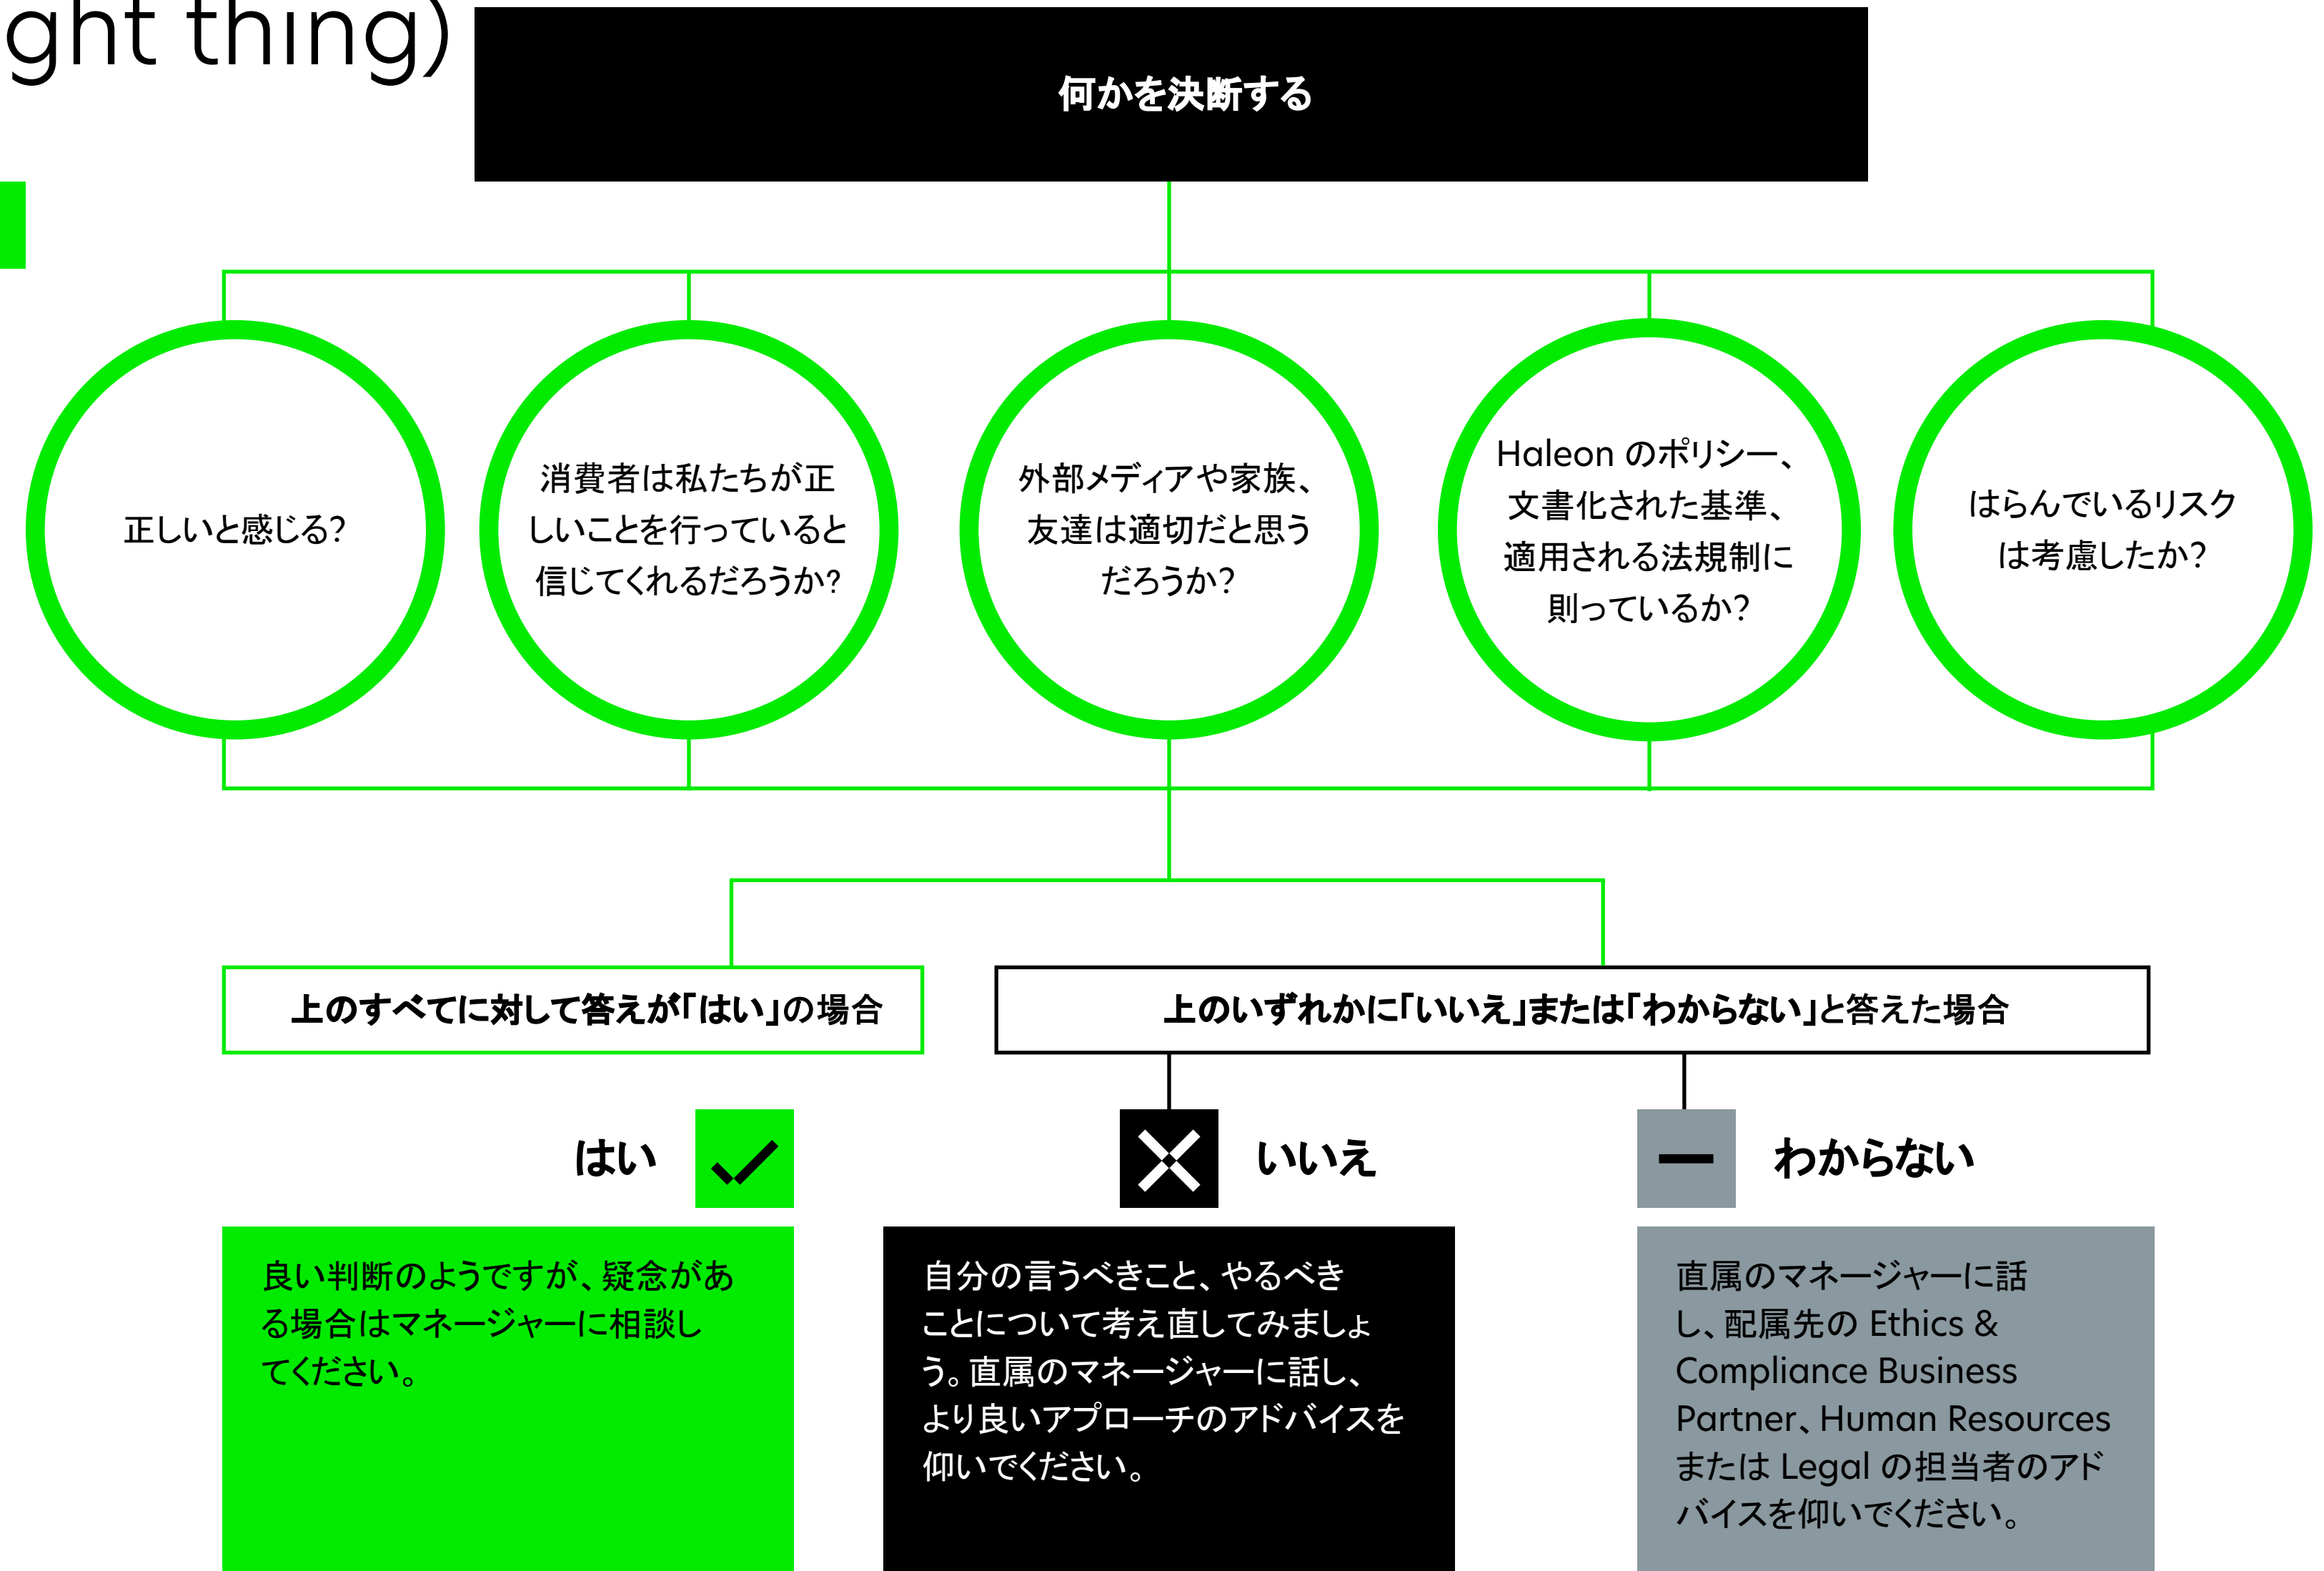 ght thing)
何かを決断する
正しいと感じる?
消費者は私たちが正
しいことを行っていると
信じてくれるだろうか?
外部メディアや家族、
友達は適切だと思う
だろうか?
Haleon のポリシー、
文書化された基準、
適用される法規制に
則っているか?
はらんでいるリスク
は考慮したか?
上のすべてに対して答えが「はい」の場合
上のいずれかに「いいえ」または「わからない」と答えた場合
はい
いいえ
わからない
良い判断のようですが、疑念があ
る場合はマネージャーに相談し
てください。
自分の言うべきこと、やるべき
ことについて考え直してみましょ
う。直属のマネージャーに話し、
より良いアプローチのアドバイスを
仰いでください。
直属のマネージャーに話
し、配属先の Ethics &
Compliance Business
Partner、Human Resources
または Legal の担当者のアド
バイスを仰いでください。